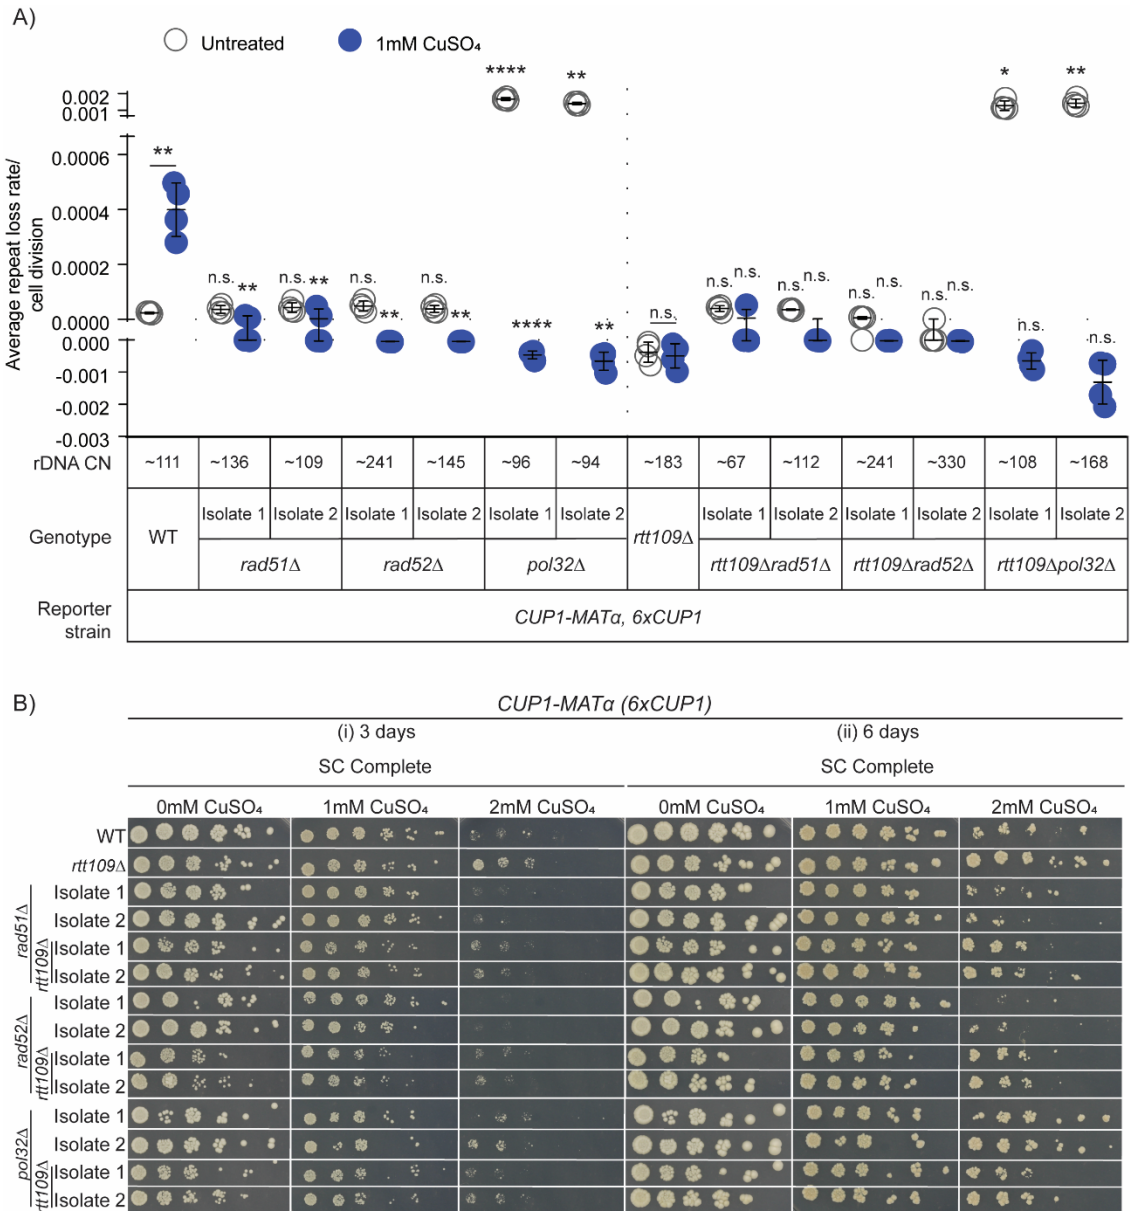 A)
Untreated
1mM CuSO₄
Average repeat loss rate/
cell division
0.002
0.001
0.0006
0.0004
0.0002
0.0000
0.000
-0.001
-0.002
-0.003
** n.s. ** n.s. ** n.s. ** n.s. ** **** **** ** ** n.s. n.s. n.s. n.s. n.s. n.s. n.s. n.s. n.s. * n.s. ** n.s.
rDNA CN ~111 ~136 ~109 ~241 ~145 ~96 ~94 ~183 ~67 ~112 ~241 ~330 ~108 ~168
Isolate 1 Isolate 2 Isolate 1 Isolate 2 Isolate 1 Isolate 2 Isolate 1 Isolate 2 Isolate 1 Isolate 2 Isolate 1 Isolate 2
Genotype WT rtt109Δ
rad51Δ rad52Δ pol32Δ rtt109Δrad51Δ rtt109Δrad52Δ rtt109Δpol32Δ
Reporter
strain
CUP1-MATα, 6xCUP1
B)
CUP1-MATα (6xCUP1)
(i) 3 days (ii) 6 days
SC Complete SC Complete
0mM CuSO₄ 1mM CuSO₄ 2mM CuSO₄ 0mM CuSO₄ 1mM CuSO₄ 2mM CuSO₄
WT
rtt109Δ
rad51Δ
Isolate 1
Isolate 2
rtt109Δ
Isolate 1
Isolate 2
rad52Δ
Isolate 1
Isolate 2
rtt109Δ
Isolate 1
Isolate 2
pol32Δ
Isolate 1
Isolate 2
rtt109Δ
Isolate 1
Isolate 2